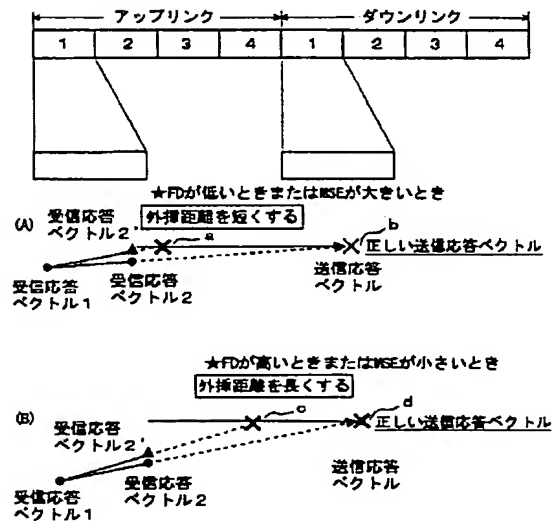 アップリンク ダウンリンク
1 2 3 4 1 2 3 4
★FDが低いときまたはMSEが大きいとき
外挿距離を短くする
(A)
受信応答
ベクトル2'
a
b
正しい送信応答ベクトル
受信応答
ベクトル1
受信応答
ベクトル2
送信応答
ベクトル
★FDが高いときまたはMSEが小さいとき
外挿距離を長くする
(B)
受信応答
ベクトル2'
c
d
正しい送信応答ベクトル
受信応答
ベクトル1
受信応答
ベクトル2
送信応答
ベクトル